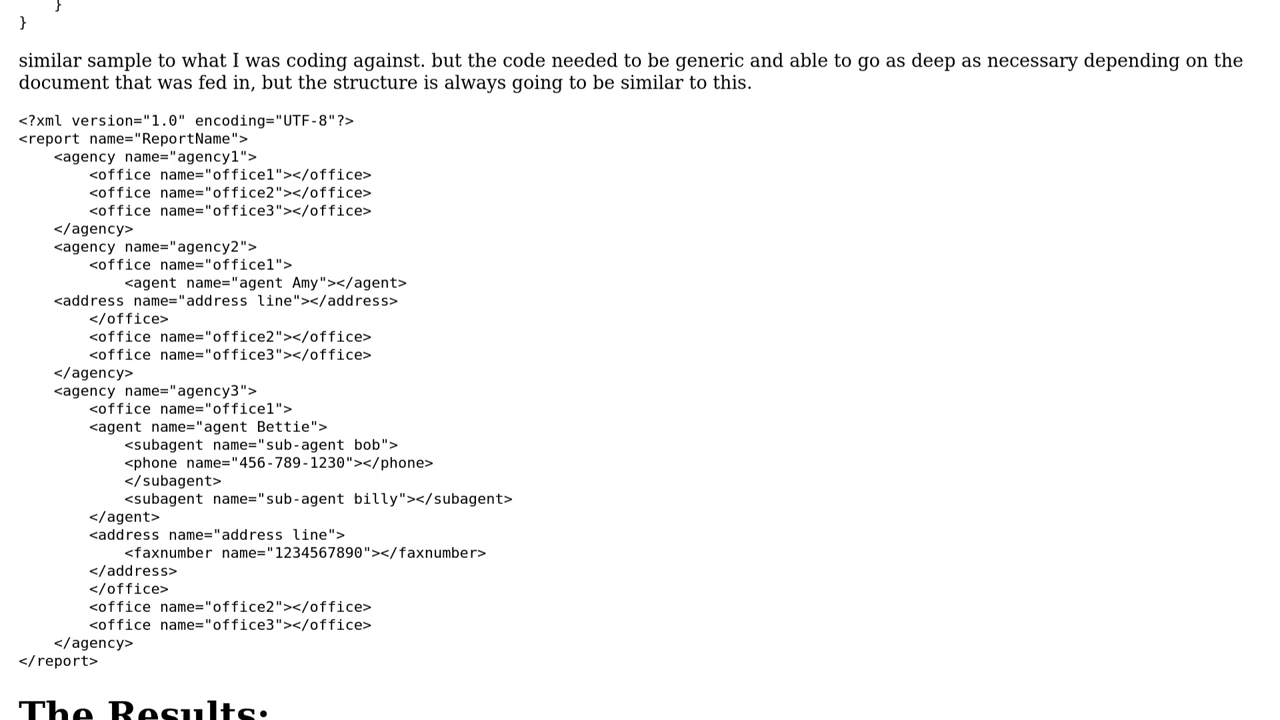 }
}
similar sample to what I was coding against. but the code needed to be generic and able to go as deep as necessary depending on the
document that was fed in, but the structure is always going to be similar to this.
<?xml version="1.0" encoding="UTF-8"?>
<report name="ReportName">
    <agency name="agency1">
        <office name="office1"></office>
        <office name="office2"></office>
        <office name="office3"></office>
    </agency>
    <agency name="agency2">
        <office name="office1">
            <agent name="agent Amy"></agent>
    <address name="address line"></address>
        </office>
        <office name="office2"></office>
        <office name="office3"></office>
    </agency>
    <agency name="agency3">
        <office name="office1">
        <agent name="agent Bettie">
            <subagent name="sub-agent bob">
            <phone name="456-789-1230"></phone>
            </subagent>
            <subagent name="sub-agent billy"></subagent>
        </agent>
        <address name="address line">
            <faxnumber name="1234567890"></faxnumber>
        </address>
        </office>
        <office name="office2"></office>
        <office name="office3"></office>
    </agency>
</report>
The Results: